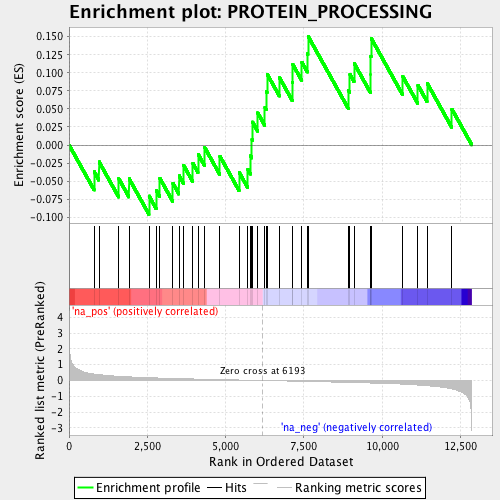 Enrichment plot: PROTEIN_PROCESSING
Enrichment score (ES)
0.150
0.125
0.100
0.075
0.050
0.025
0.000
-0.025
-0.050
-0.075
-0.100
'na_pos' (positively correlated)
Ranked list metric (PreRanked)
4
3
2
1
0
-1
-2
-3
Zero cross at 6193
'na_neg' (negatively correlated)
0
2,500
5,000
7,500
10,000
12,500
Rank in Ordered Dataset
Enrichment profile
Hits
Ranking metric scores